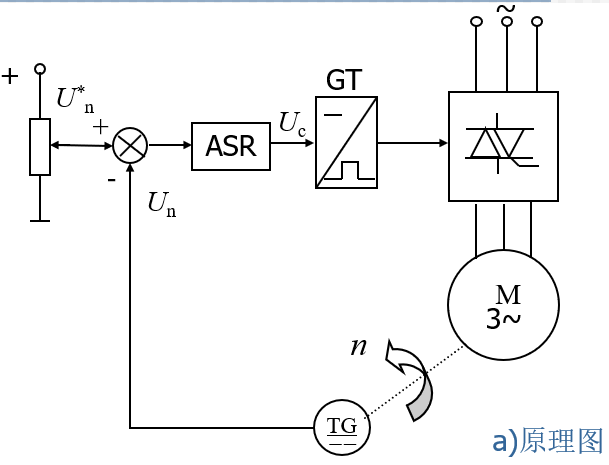 ~
GT
+
U*n
+
Uc
ASR
-
Un
M
3~
n
TG
a)原理图